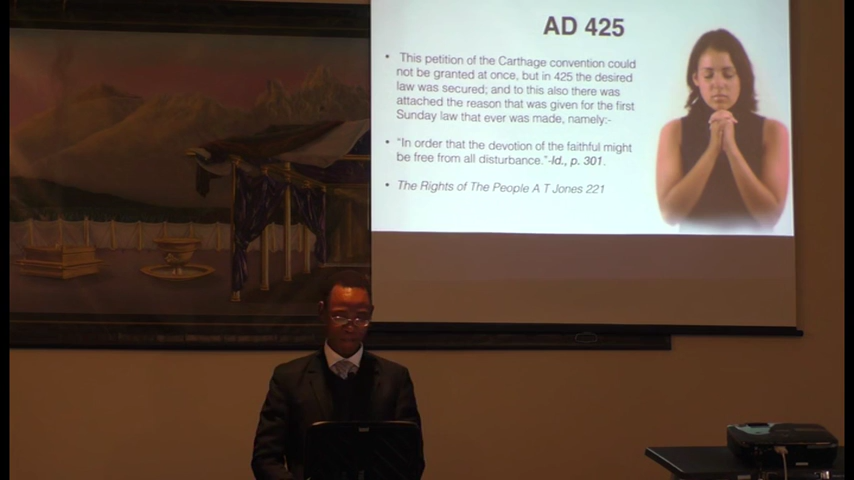 AD 425
• This petition of the Carthage convention could
not be granted at once, but in 425 the desired
law was secured; and to this also there was
attached the reason that was given for the first
Sunday law that ever was made, namely:-
• "In order that the devotion of the faithful might
be free from all disturbance."-Id., p. 301.
• The Rights of The People A T Jones 221